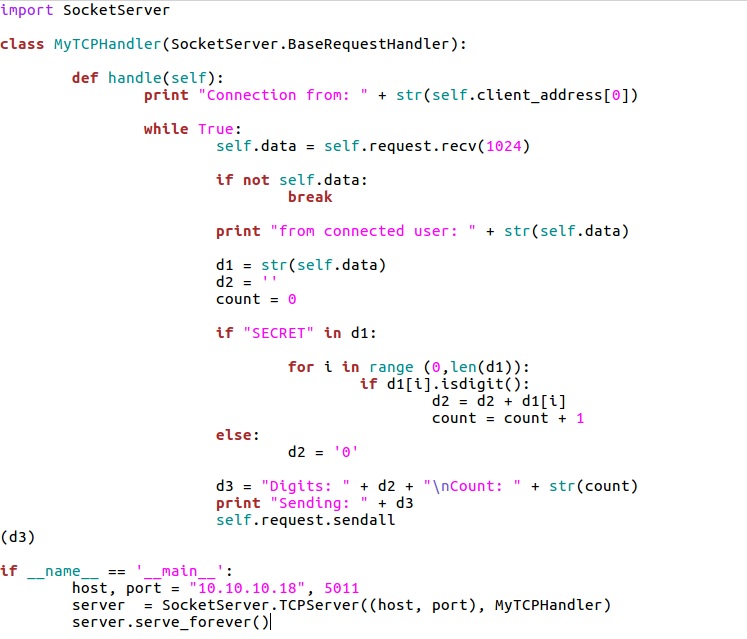 import SocketServer
class MyTCPHandler(SocketServer.BaseRequestHandler):
def handle(self):
print "Connection from: " + str(self.client_address[0])
while True:
self.data = self.request.recv(1024)
if not self.data:
break
print "from connected user: " + str(self.data)
d1 = str(self.data)
d2 = ''
count = 0
if "SECRET" in d1:
for i in range (0,len(d1)):
if d1[i].isdigit():
d2 = d2 + d1[i]
count = count + 1
else:
d2 = '0'
d3 = "Digits: " + d2 + "\nCount: " + str(count)
print "Sending: " + d3
self.request.sendall
(d3)
if __name__ == '__main__':
host, port = "10.10.10.18", 5011
server  = SocketServer.TCPServer((host, port), MyTCPHandler)
server.serve_forever()